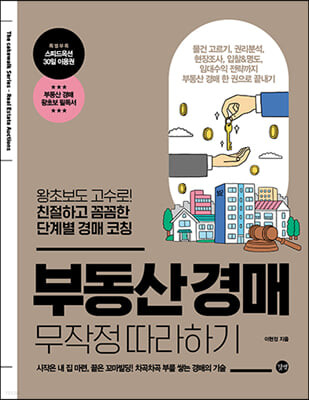 The cakewalk Series - Real Estate Auctions
특별부록
스피드옥션
30일 이용권
★★★
부동산 경매
왕초보 필독서
★★★
물건 고르기, 권리분석,
현장조사, 입찰&명도,
임대수익 전략까지
부동산 경매 한 권으로 끝내기
왕초보도 고수로!
친절하고 꼼꼼한
단계별 경매 코칭
부동산 경매
무작정 따라하기
이현정 지음
시작은 내 집 마련, 끝은 꼬마빌딩! 차곡차곡 부를 쌓는 경매의 기술
길벗